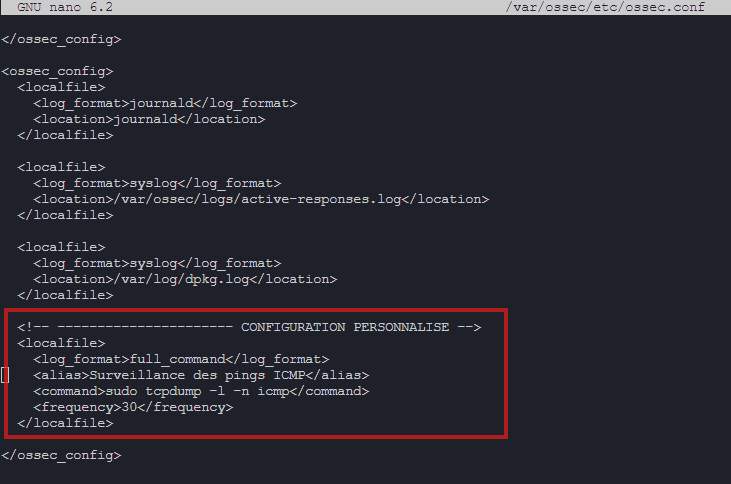 GNU nano 6.2 /var/ossec/etc/ossec.conf
</ossec_config>
<ossec_config>
<localfile>
<log_format>journald</log_format>
<location>journald</location>
</localfile>
<localfile>
<log_format>syslog</log_format>
<location>/var/ossec/logs/active-responses.log</location>
</localfile>
<localfile>
<log_format>syslog</log_format>
<location>/var/log/dpkg.log</location>
</localfile>
<!-- ---------------------- CONFIGURATION PERSONNALISE -->
<localfile>
<log_format>full_command</log_format>
<alias>Surveillance des pings ICMP</alias>
<command>sudo tcpdump -l -n icmp</command>
<frequency>30</frequency>
</localfile>
</ossec_config>